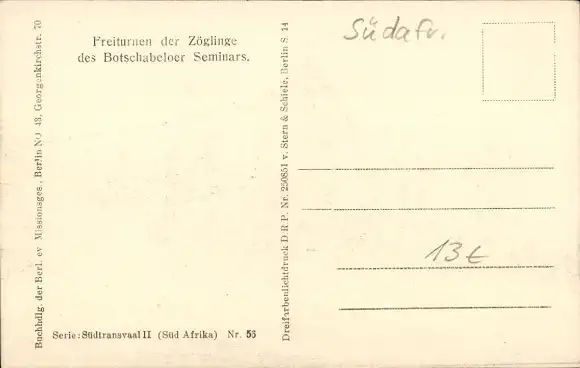 Freiturnen der Zöglinge
des Botschabeloer Seminars.
Südafr.
13€
Buchhdlg. der Berl. ev Missionsges., Berlin NO 43, Georgenkirchstr. 70
Dreifarbenlichtdruck D R P. Nr. 250851 v. Stern & Schiele, Berlin S. 14
Serie: Südtransvaal II (Süd Afrika) Nr. 56